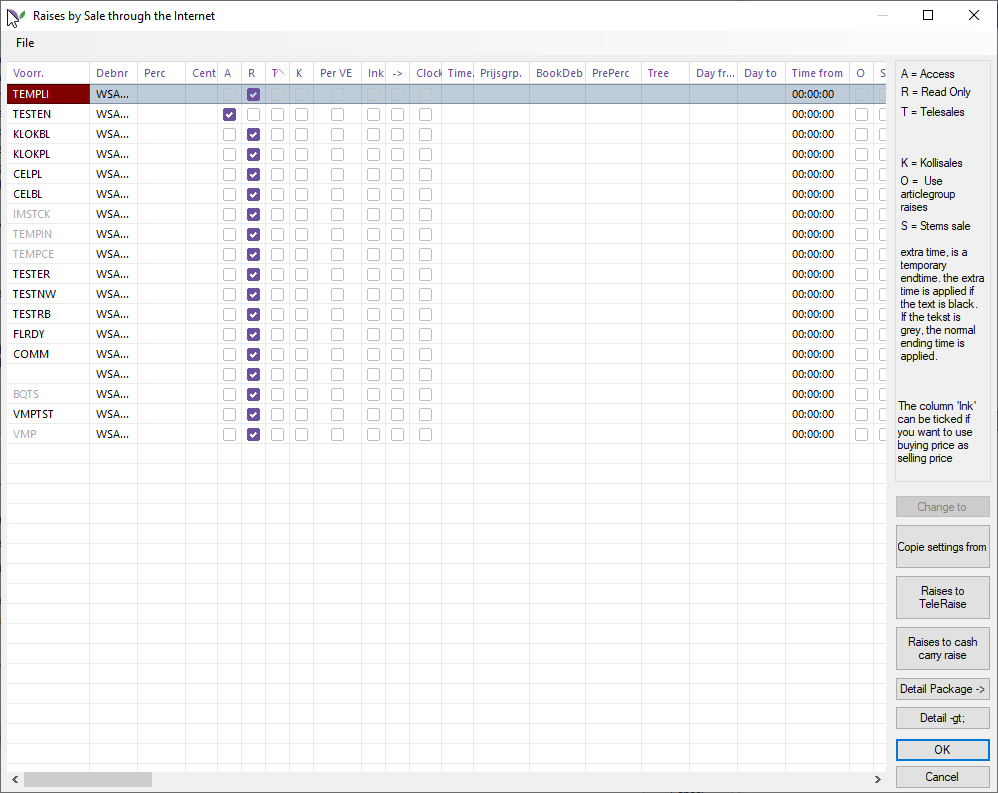 Raises by Sale through the Internet
File
Voorr. Debnr Perc Cent A R T K Per VE Ink -> Clock Time. Prijsgrp. BookDeb PrePerc Tree Day fr... Day to Time from O S
TEMPLI WSA... 00:00:00
TESTEN WSA... 00:00:00
KLOKBL WSA... 00:00:00
KLOKPL WSA... 00:00:00
CELPL WSA... 00:00:00
CELBL WSA... 00:00:00
IMSTCK WSA... 00:00:00
TEMPIN WSA... 00:00:00
TEMPCE WSA... 00:00:00
TESTER WSA... 00:00:00
TESTNW WSA... 00:00:00
TESTRB WSA... 00:00:00
FLRDY WSA... 00:00:00
COMM WSA... 00:00:00
WSA... 00:00:00
BQTS WSA... 00:00:00
VMPTST WSA... 00:00:00
VMP WSA... 00:00:00
A = Access
R = Read Only
T = Telesales
K = Kollisales
O = Use
articlegroup
raises
S = Stems sale
extra time, is a
temporary
endtime. the extra
time is applied if
the text is black.
If the tekst is
grey, the normal
ending time is
applied.
The column 'Ink'
can be ticked if
you want to use
buying price as
selling price
Change to
Copie settings from
Raises to
TeleRaise
Raises to cash
carry raise
Detail Package ->
Detail -gt;
OK
Cancel